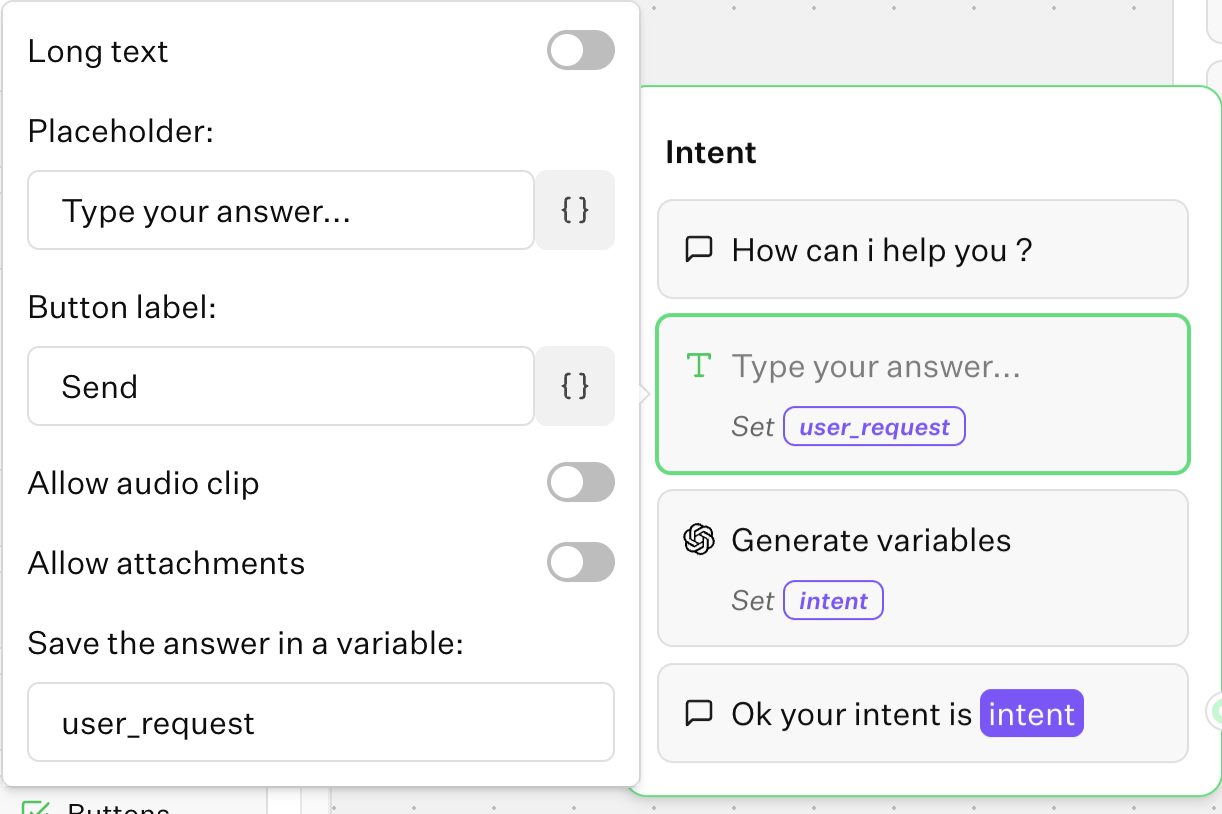 Long text
Placeholder:
Type your answer...
{}
Button label:
Send
{}
Allow audio clip
Allow attachments
Save the answer in a variable:
user_request
Buttons
Intent
How can i help you ?
Type your answer...
Set user_request
Generate variables
Set intent
Ok your intent is intent